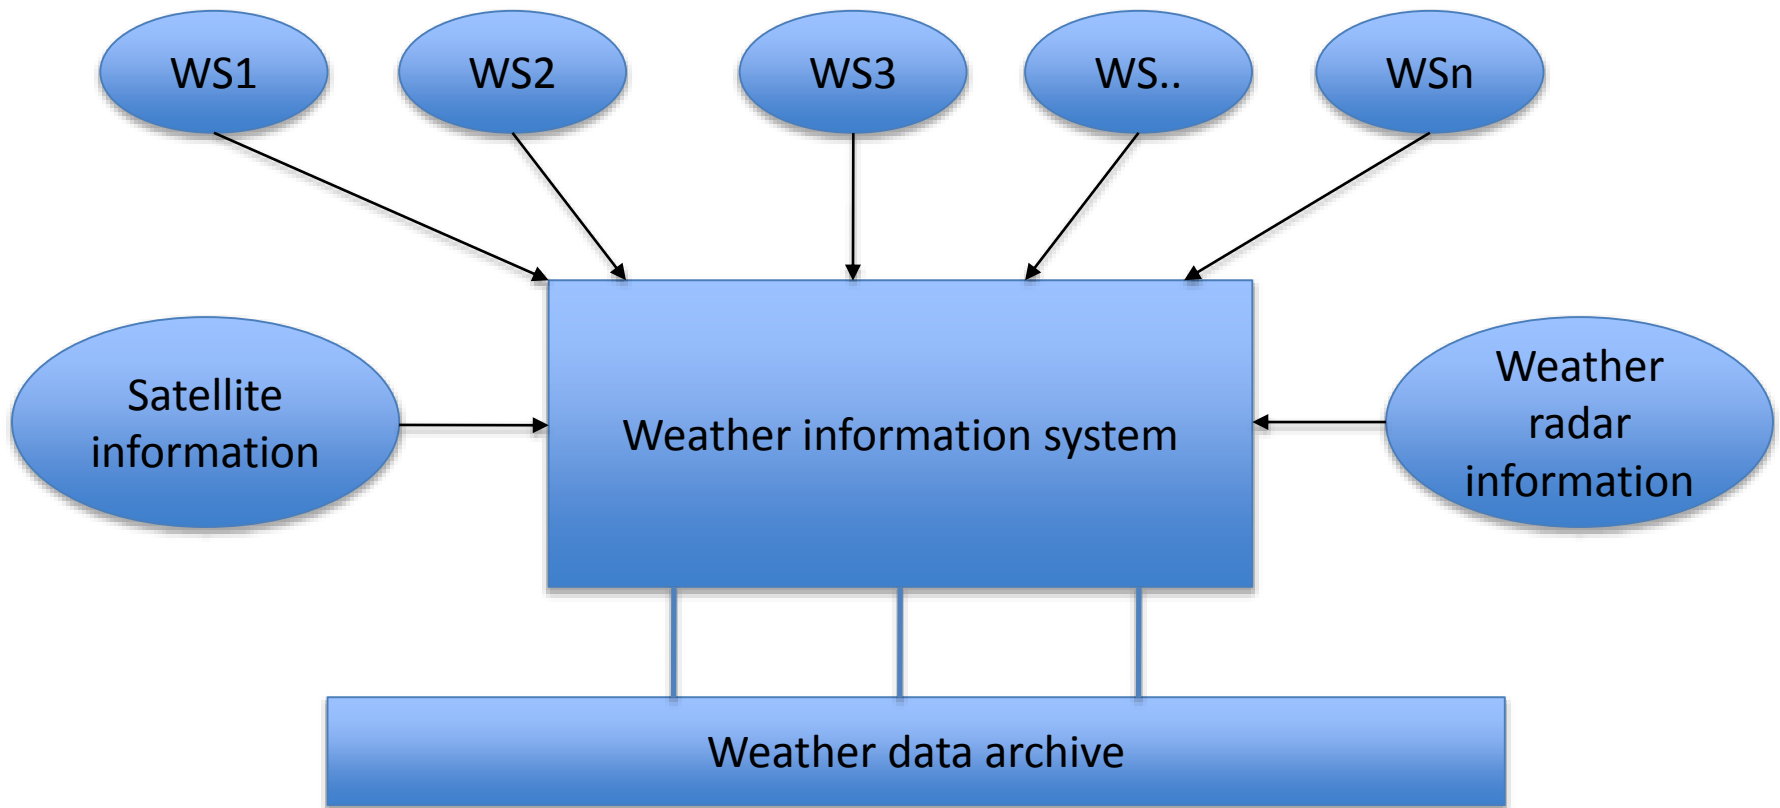 WS1
WS2
WS3
WS..
WSn
Satellite
information
Weather information system
Weather
radar
information
Weather data archive